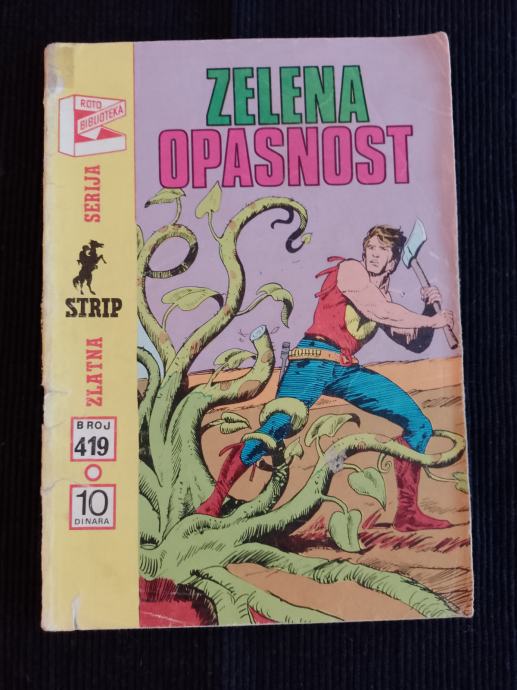 ROTO
BIBLIOTEKA
ZELENA
OPASNOST
ZLATNA
STRIP
SERIJA
BROJ
419
10
DINARA